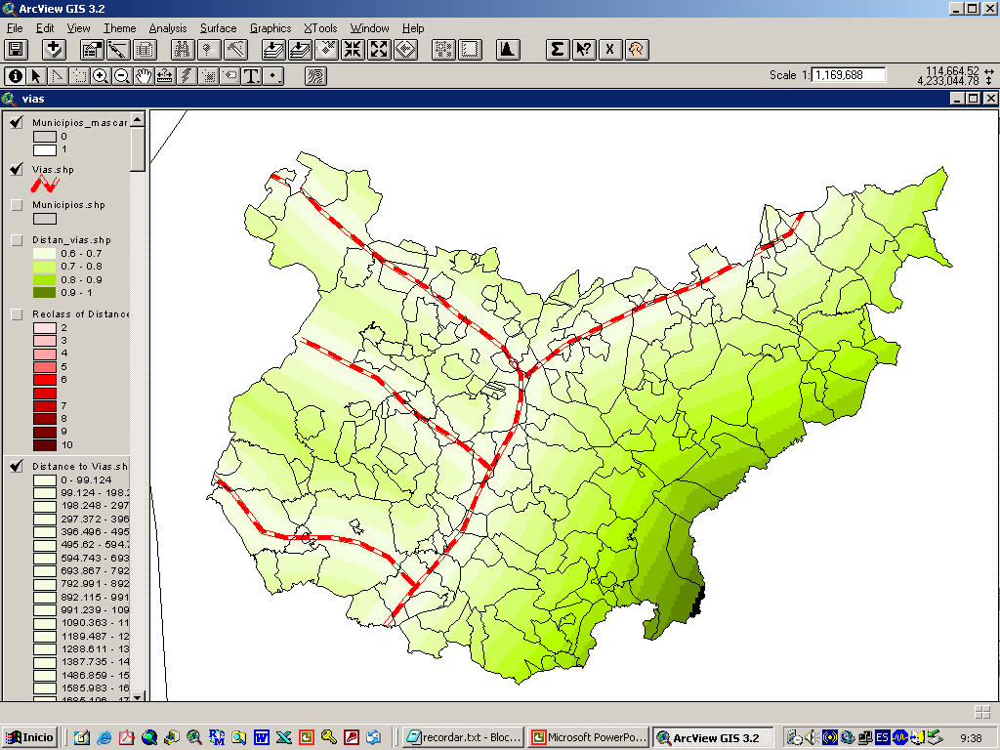 ArcView GIS 3.2
File Edit View Theme Analysis Surface Graphics XTools Window Help
Scale 1: 1,169,688 114,664.52
4,233,044.78
vias
Municipios_mascar
0
1
Vias.shp
Municipios.shp
Distan_vias.shp
0.6 - 0.7
0.7 - 0.8
0.8 - 0.9
0.9 - 1
Reclass of Distance
2
3
4
5
6
7
8
9
10
Distance to Vias.sh
0 - 99.124
99.124 - 198.2
198.248 - 297
297.372 - 396
396.496 - 495
495.62 - 594.7
594.743 - 693
693.867 - 792
792.991 - 892
892.115 - 991
991.239 - 109
1090.363 - 11
1189.487 - 12
1288.611 - 13
1387.735 - 14
1486.859 - 15
1585.983 - 16
Inicio recordar.txt - Bloc... Microsoft PowerPo... ArcView GIS 3.2 ES 9:38